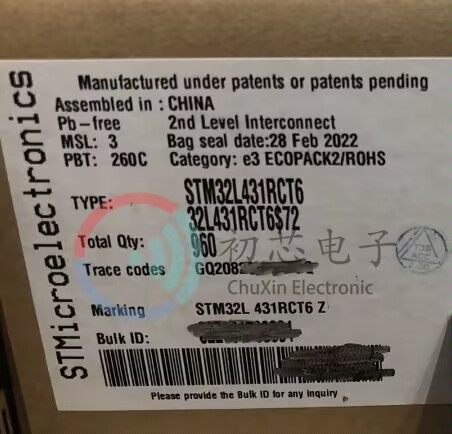 STMicroelectronics
Manufactured under patents or patents pending
Assembled in : CHINA
Pb-free 2nd Level Interconnect
MSL: 3 Bag seal date:28 Feb 2022
PBT: 260C Category: e3 ECOPACK2/ROHS
TYPE: STM32L431RCT6
32L431RCT6$72
Total Qty: 960
Trace codes GQ2082
初芯电子
ChuXin Electronic
Marking STM32L 431RCT6 Z
Bulk ID:
Please provide the Bulk ID for any inquiry